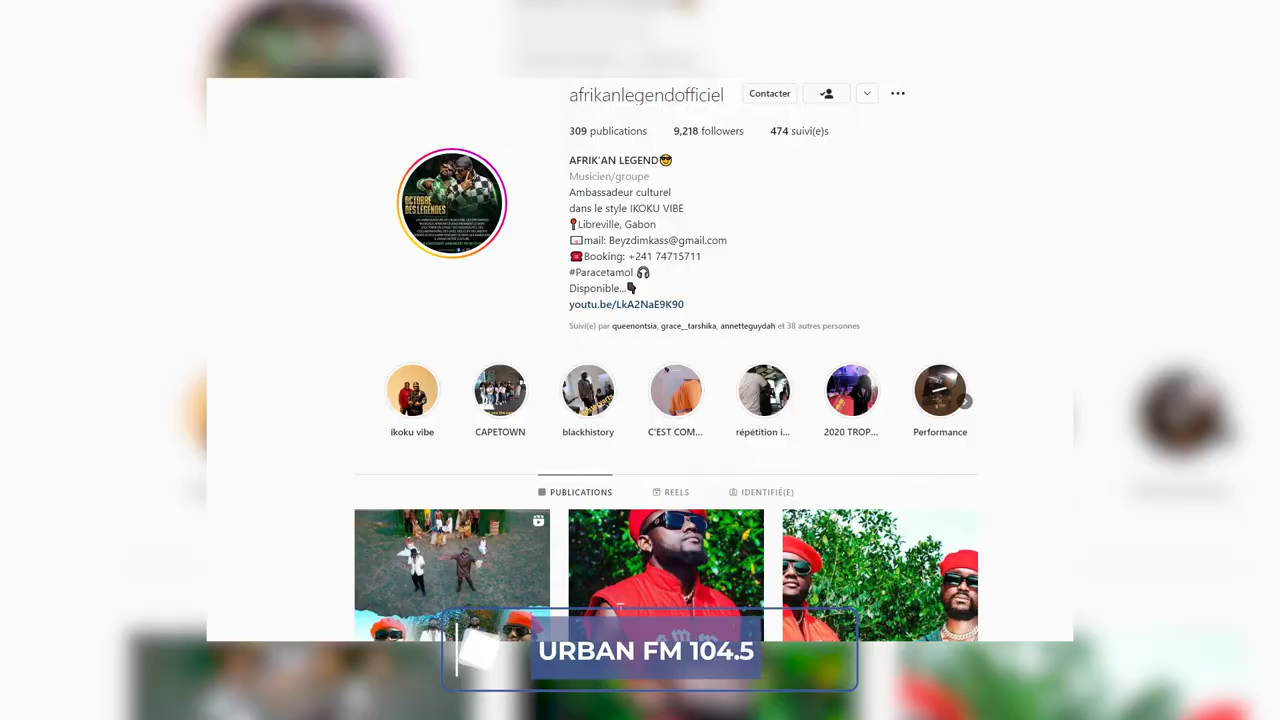 afrikanlegendofficiel Contacter
309 publications 9,218 followers 474 suivi(e)s
AFRIK'AN LEGEND😎
Musicien/groupe
Ambassadeur culturel
dans le style IKOKU VIBE
📍Libreville, Gabon
📧mail: Beyzdimkass@gmail.com
☎️Booking: +241 74715711
#Paracetamol 🎧
Disponible...👇🏿
youtu.be/LkA2NaE9K90
Suivi(e) par queenontsia, grace__tarshika, annetteguydah et 38 autres personnes
OCTOBRE
DES LEGENDES
ikoku vibe CAPETOWN blackhistory C'EST COM... répétition i... 2020 TROP... Performance
PUBLICATIONS REELS IDENTIFIÉ(E)
URBAN FM 104.5